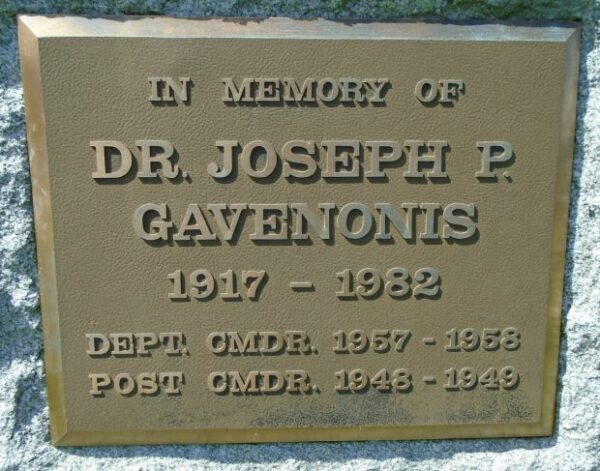 IN MEMORY OF
DR. JOSEPH P.
GAVENONIS
1917 - 1982
DEPT. CMDR. 1957 - 1958
POST CMDR. 1948 - 1949